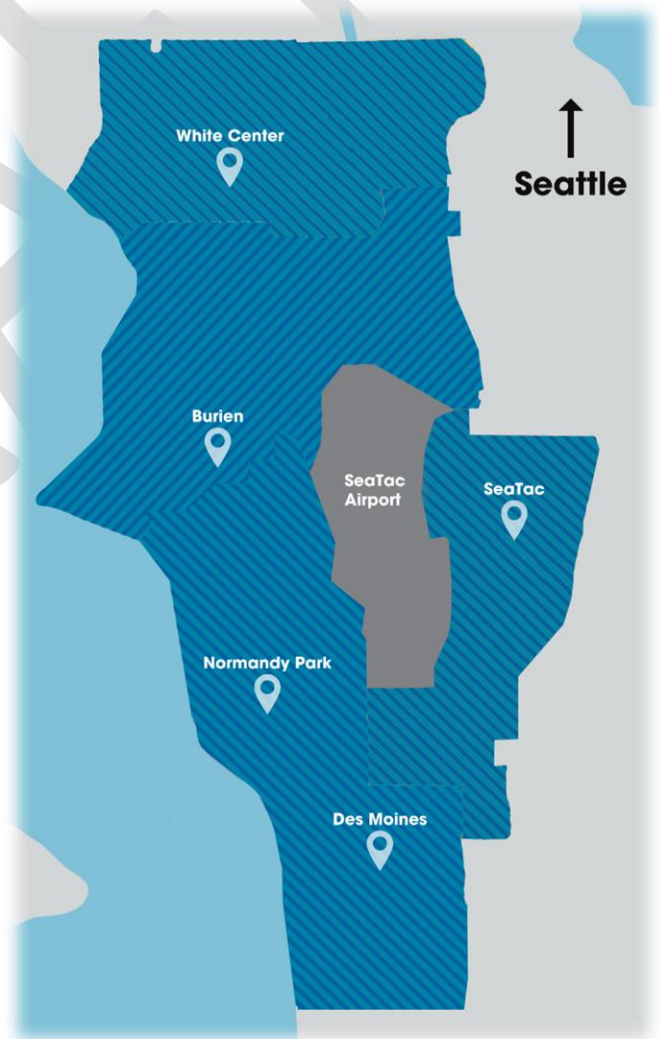 White Center
Seattle
Burien
SeaTac
Airport
SeaTac
Normandy Park
Des Moines